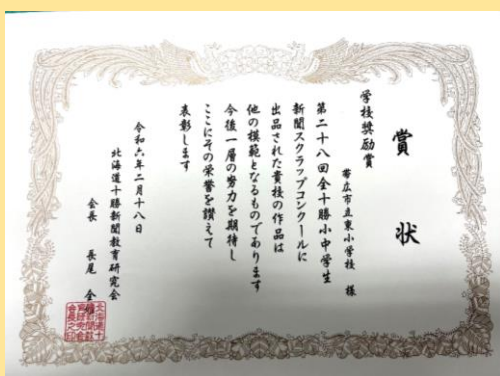 賞状
学校奨励賞
帯広市立東小学校 様
第二十八回全十勝小中学生
新聞スクラップコンクールに
出品された貴校の作品は
他の模範となるものであります
今後一層の努力を期待し
ここにその栄誉を讃えて
表彰します
令和六年二月十八日
北海道十勝新聞教育研究会
会長 長尾 全